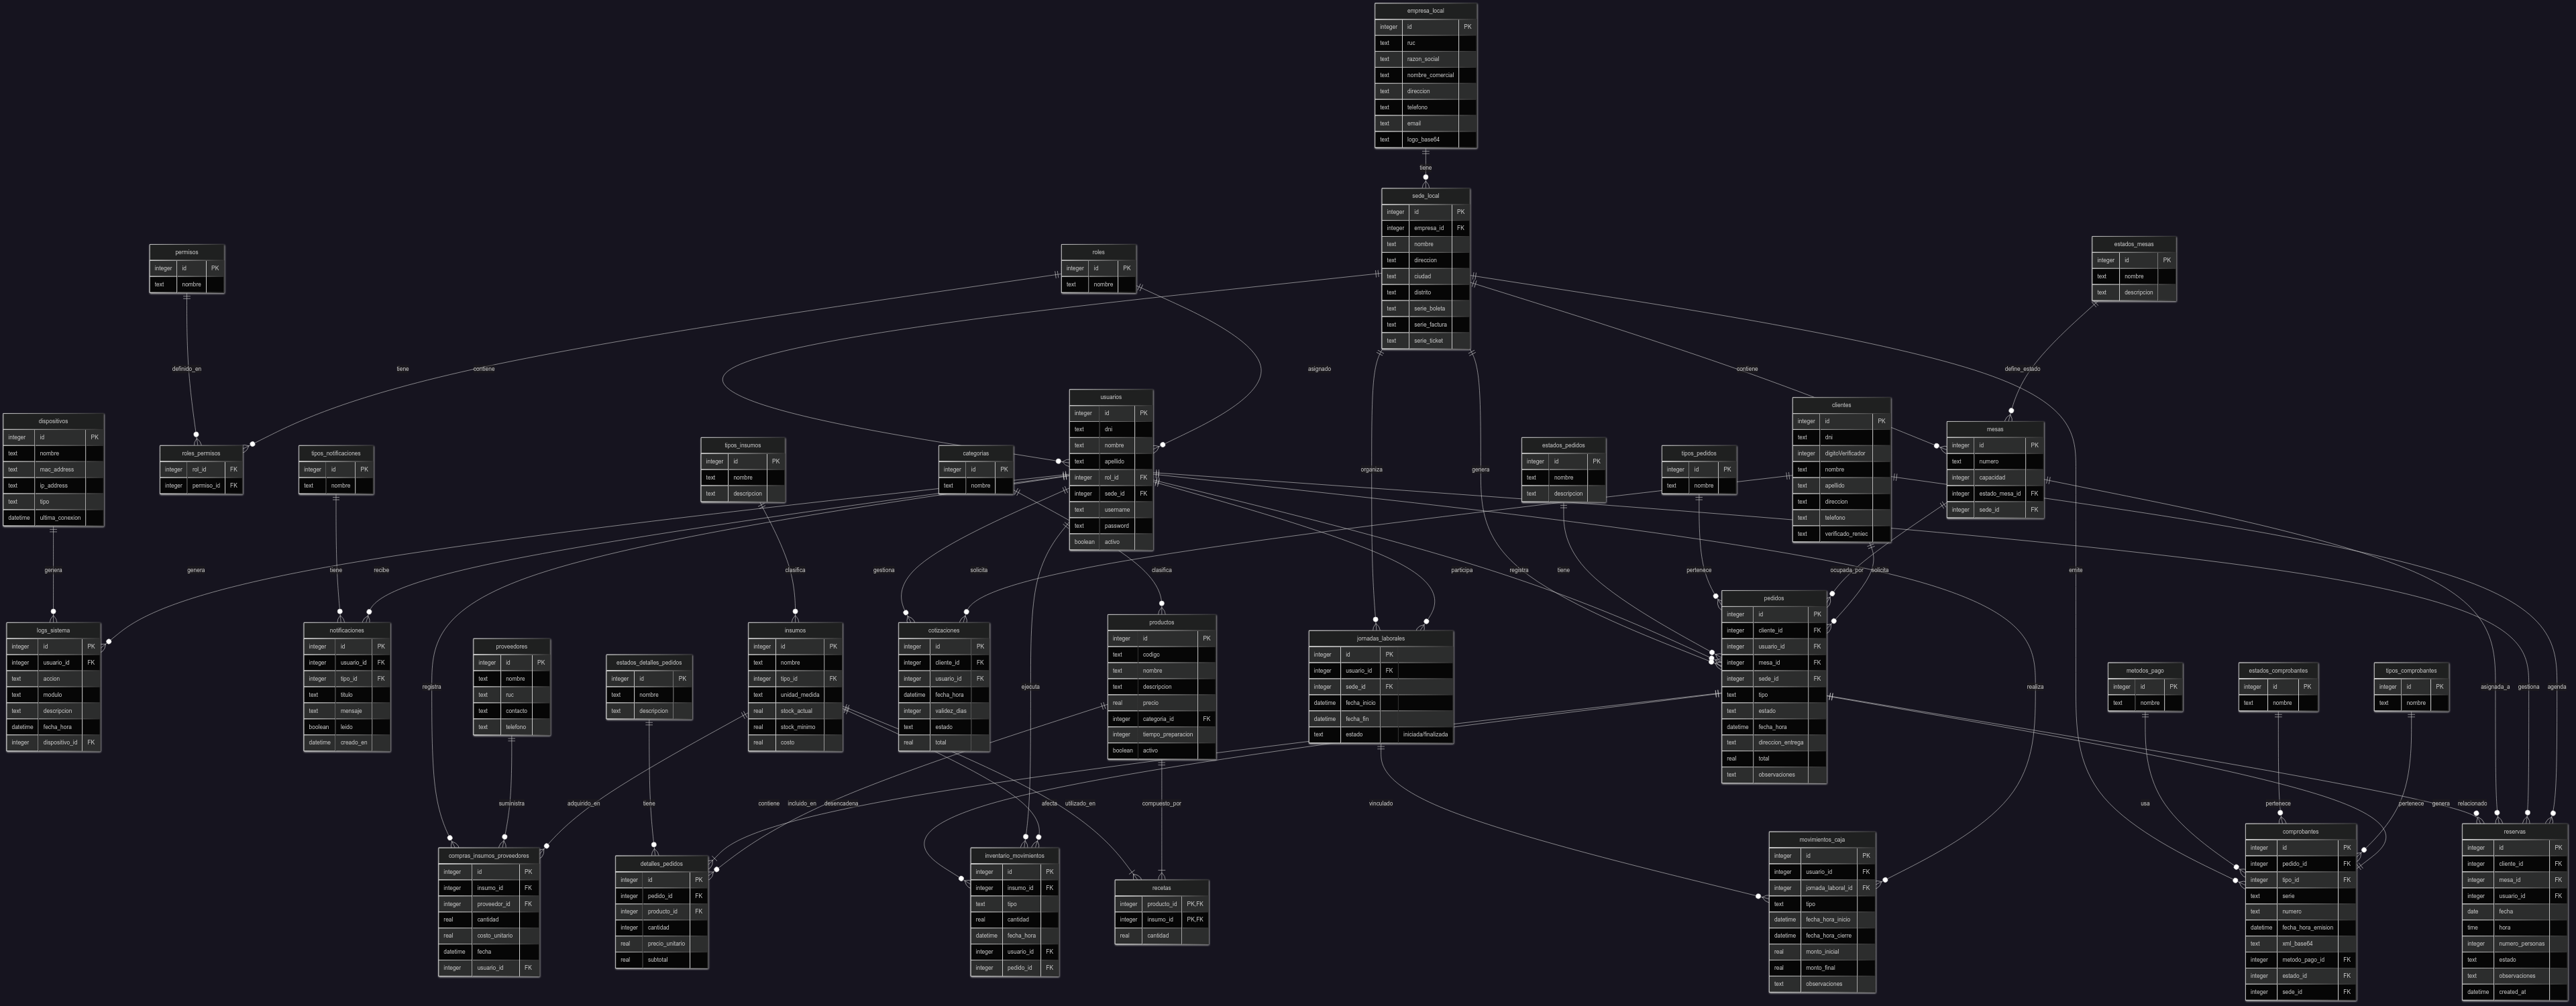 empresa_local
integer id PK
text ruc
text razon_social
text nombre_comercial
text direccion
text telefono
text email
text logo_base64
tiene
sede_local
integer id PK
integer empresa_id FK
text nombre
text direccion
text ciudad
text distrito
text serie_boleta
text serie_factura
text serie_ticket
permisos
integer id PK
text nombre
roles
integer id PK
text nombre
estados_mesas
integer id PK
text nombre
text descripcion
definido_en
tiene
contiene
asignado
contiene
define_estado
dispositivos
integer id PK
text nombre
text mac_address
text ip_address
text tipo
datetime ultima_conexion
roles_permisos
integer rol_id FK
integer permiso_id FK
tipos_notificaciones
integer id PK
text nombre
tipos_insumos
integer id PK
text nombre
text descripcion
categorias
integer id PK
text nombre
usuarios
integer id PK
text dni
text nombre
text apellido
integer rol_id FK
integer sede_id FK
text username
text password
boolean activo
organiza
genera
estados_pedidos
integer id PK
text nombre
text descripcion
tipos_pedidos
integer id PK
text nombre
clientes
integer id PK
text dni
integer digitoVerificador
text nombre
text apellido
text direccion
text telefono
text verificado_reniec
mesas
integer id PK
text numero
integer capacidad
integer estado_mesa_id FK
integer sede_id FK
genera
genera
tiene
recibe
clasifica
gestiona
solicita
clasifica
participa
registra
tiene
pertenece
ocupada_por
solicita
emite
logs_sistema
integer id PK
integer usuario_id FK
text accion
text modulo
text descripcion
datetime fecha_hora
integer dispositivo_id FK
notificaciones
integer id PK
integer usuario_id FK
integer tipo_id FK
text titulo
text mensaje
boolean leido
datetime creado_en
registra
proveedores
integer id PK
text nombre
text ruc
text contacto
text telefono
estados_detalles_pedidos
integer id PK
text nombre
text descripcion
insumos
integer id PK
text nombre
integer tipo_id FK
text unidad_medida
real stock_actual
real stock_minimo
real costo
cotizaciones
integer id PK
integer cliente_id FK
integer usuario_id FK
datetime fecha_hora
integer validez_dias
text estado
real total
ejecuta
productos
integer id PK
text codigo
text nombre
text descripcion
real precio
integer categoria_id FK
integer tiempo_preparacion
boolean activo
jornadas_laborales
integer id PK
integer usuario_id FK
integer sede_id FK
datetime fecha_inicio
datetime fecha_fin
text estado iniciada/finalizada
pedidos
integer id PK
integer cliente_id FK
integer usuario_id FK
integer mesa_id FK
integer sede_id FK
text tipo
text estado
datetime fecha_hora
text direccion_entrega
real total
text observaciones
realiza
metodos_pago
integer id PK
text nombre
estados_comprobantes
integer id PK
text nombre
tipos_comprobantes
integer id PK
text nombre
asignada_a
gestiona
agenda
suministra
adquirido_en
tiene
contiene
incluido_en
desencadena
afecta
utilizado_en
compuesto_por
vinculado
usa
pertenece
pertenece
genera
relacionado
compras_insumos_proveedores
integer id PK
integer insumo_id FK
integer proveedor_id FK
real cantidad
real costo_unitario
datetime fecha
integer usuario_id FK
detalles_pedidos
integer id PK
integer pedido_id FK
integer producto_id FK
integer cantidad
real precio_unitario
real subtotal
inventario_movimientos
integer id PK
integer insumo_id FK
text tipo
real cantidad
datetime fecha_hora
integer usuario_id FK
integer pedido_id FK
recetas
integer producto_id PK,FK
integer insumo_id PK,FK
real cantidad
movimientos_caja
integer id PK
integer usuario_id FK
integer jornada_laboral_id FK
text tipo
datetime fecha_hora_inicio
datetime fecha_hora_cierre
real monto_inicial
real monto_final
text observaciones
comprobantes
integer id PK
integer pedido_id FK
integer tipo_id FK
text serie
text numero
datetime fecha_hora_emision
text xml_base64
integer metodo_pago_id FK
integer estado_id FK
integer sede_id FK
reservas
integer id PK
integer cliente_id FK
integer mesa_id FK
integer usuario_id FK
date fecha
time hora
integer numero_personas
text estado
text observaciones
datetime created_at